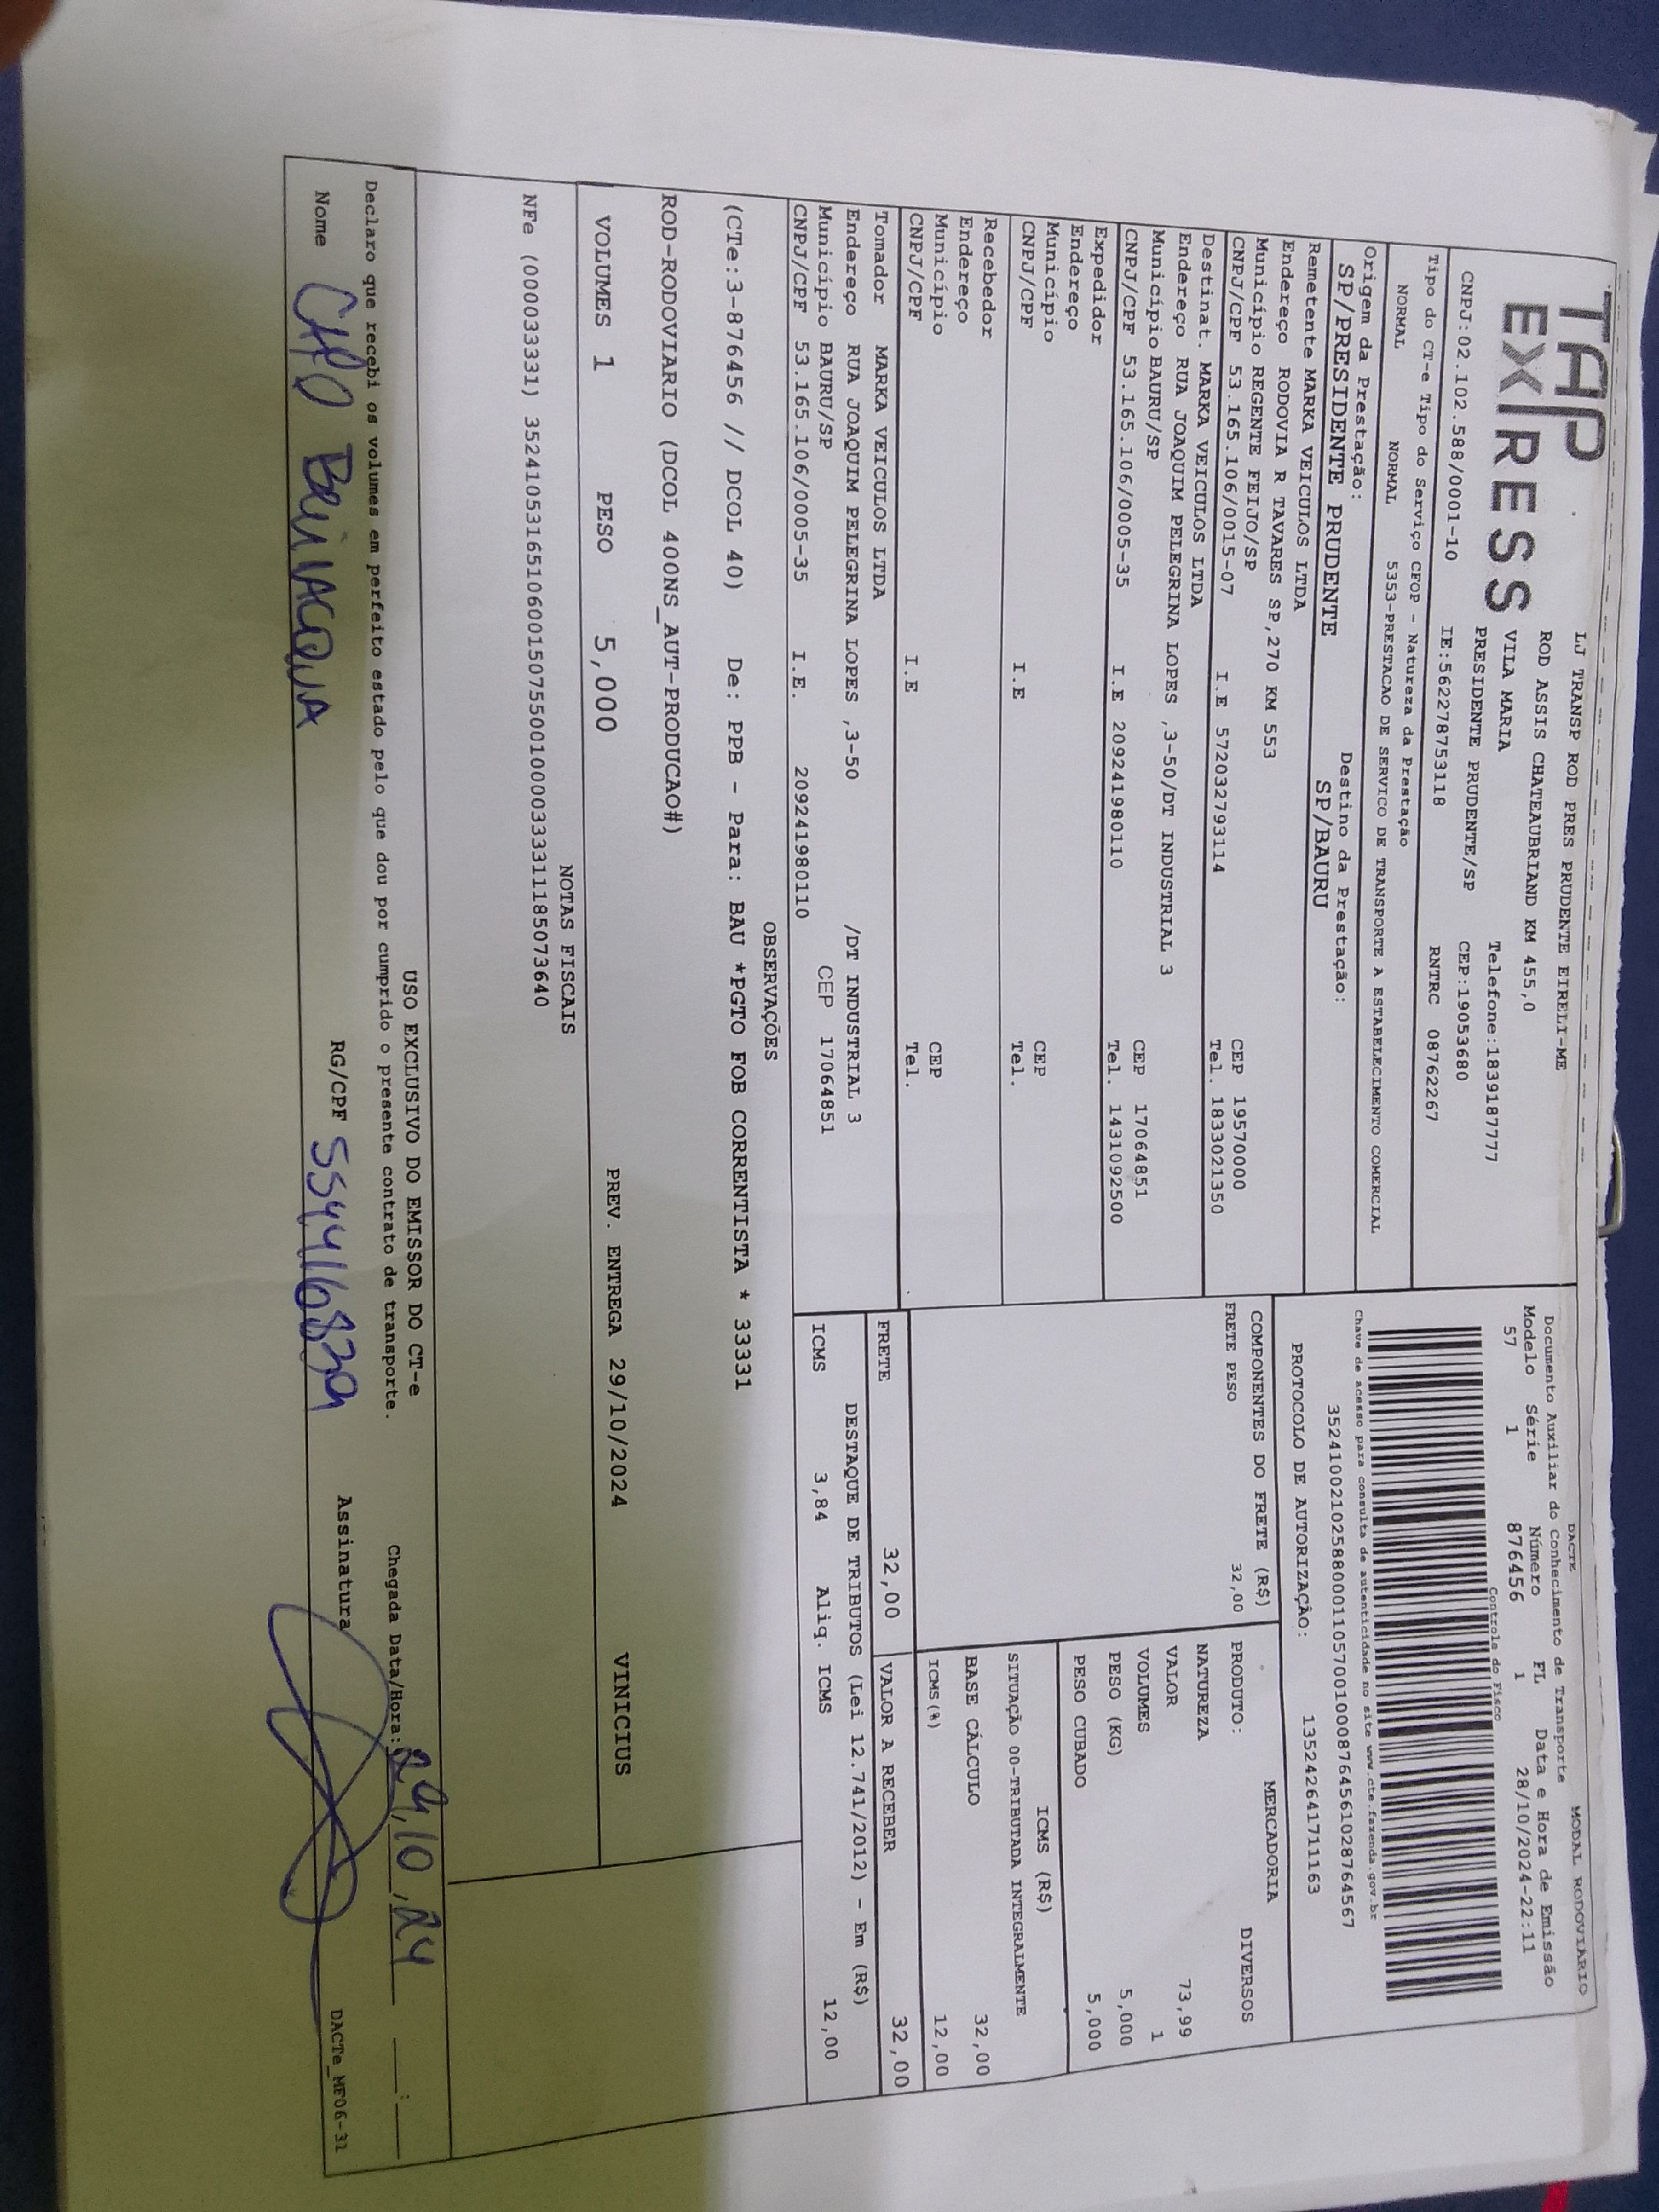 TAP
EXPRESS
LJ TRANSP ROD PRES PRUDENTE EIRELI-ME
ROD ASSIS CHATEAUBRIAND KM 455,0
VILA MARIA Telefone:1839187777
PRESIDENTE PRUDENTE/SP CEP:19053680
CNPJ:02.102.588/0001-10 IE:562278753118 RNTRC 08762267
DACTE MODAL RODOVIARIO
Documento Auxiliar do Conhecimento de Transporte
Modelo Série Número FL Data e Hora de Emissão
57 1 876456 1 28/10/2024-22:11
Controle do Fisco
Chave de acesso para consulta de autenticidade no site www.cte.fazenda.gov.br
35241002102588000110570010008764561028764567
PROTOCOLO DE AUTORIZAÇÃO: 135242641711163
Tipo do CT-e Tipo do Serviço CFOP - Natureza da Prestação
NORMAL NORMAL 5353-PRESTACAO DE SERVICO DE TRANSPORTE A ESTABELECIMENTO COMERCIAL
Origem da Prestação: Destino da Prestação:
SP/PRESIDENTE PRUDENTE SP/BAURU
Remetente MARKA VEICULOS LTDA
Endereço RODOVIA R TAVARES SP,270 KM 553
Município REGENTE FEIJO/SP CEP 19570000
CNPJ/CPF 53.165.106/0015-07 I.E 572032793114 Tel. 1833021350
Destinat. MARKA VEICULOS LTDA
Endereço RUA JOAQUIM PELEGRINA LOPES ,3-50/DT INDUSTRIAL 3
Município BAURU/SP CEP 17064851
CNPJ/CPF 53.165.106/0005-35 I.E 209241980110 Tel. 1431092500
Expedidor
Endereço
Município CEP
CNPJ/CPF I.E Tel.
Recebedor
Endereço
Município CEP
CNPJ/CPF I.E Tel.
Tomador MARKA VEICULOS LTDA
Endereço RUA JOAQUIM PELEGRINA LOPES ,3-50 /DT INDUSTRIAL 3
Município BAURU/SP CEP 17064851
CNPJ/CPF 53.165.106/0005-35 I.E. 209241980110
COMPONENTES DO FRETE (R$)
FRETE PESO 32,00
MERCADORIA
PRODUTO: DIVERSOS
NATUREZA
VALOR 73,99
VOLUMES 1
PESO (KG) 5,000
PESO CUBADO 5,000
ICMS (R$)
SITUAÇÃO 00-TRIBUTADA INTEGRALMENTE
BASE CÁLCULO 32,00
ICMS(%) 12,00
FRETE 32,00 VALOR A RECEBER 32,00
DESTAQUE DE TRIBUTOS (Lei 12.741/2012) - Em (R$)
ICMS 3,84 Aliq. ICMS 12,00
OBSERVAÇÕES
(CTe:3-876456 // DCOL 40) De: PPB - Para: BAU *PGTO FOB CORRENTISTA * 33331
ROD-RODOVIARIO (DCOL 400NS_AUT-PRODUCAO#)
VOLUMES 1 PESO 5,000 PREV. ENTREGA 29/10/2024 VINICIUS
NOTAS FISCAIS
NFe (000033331) 35241053165106001507550010000333311185073640
USO EXCLUSIVO DO EMISSOR DO CT-e
Declaro que recebi os volumes em perfeito estado pelo que dou por cumprido o presente contrato de transporte. Chegada Data/Hora: 29,10,24 __:__
Nome RG/CPF Assinatura DACTe_MF06-31